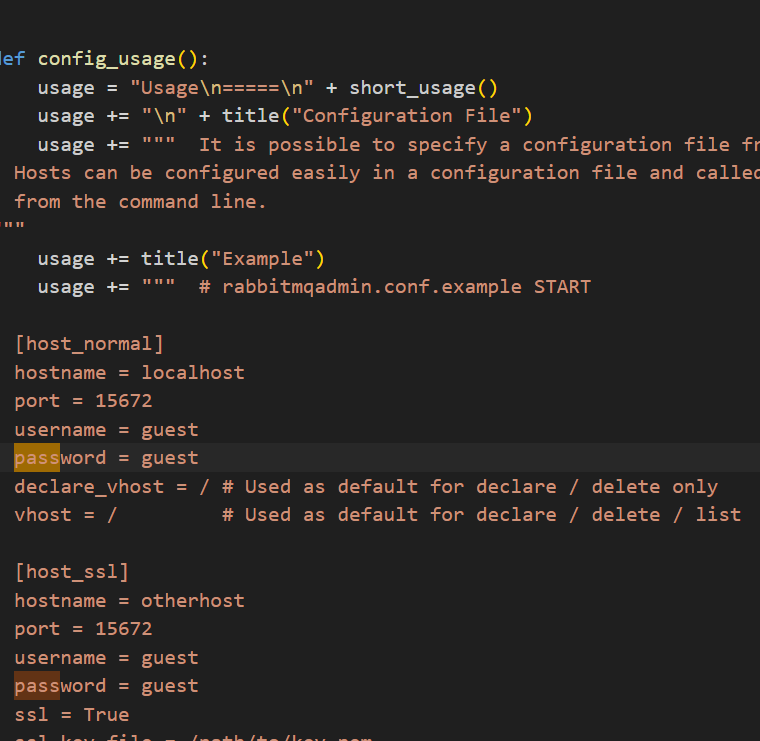 def config_usage():
    usage = "Usage\n=====\n" + short_usage()
    usage += "\n" + title("Configuration File")
    usage += """  It is possible to specify a configuration file
  Hosts can be configured easily in a configuration file and called
  from the command line.
"""
    usage += title("Example")
    usage += """  # rabbitmqadmin.conf.example START
  [host_normal]
  hostname = localhost
  port = 15672
  username = guest
  password = guest
  declare_vhost = / # Used as default for declare / delete only
  vhost = /         # Used as default for declare / delete / list
  [host_ssl]
  hostname = otherhost
  port = 15672
  username = guest
  password = guest
  ssl = True